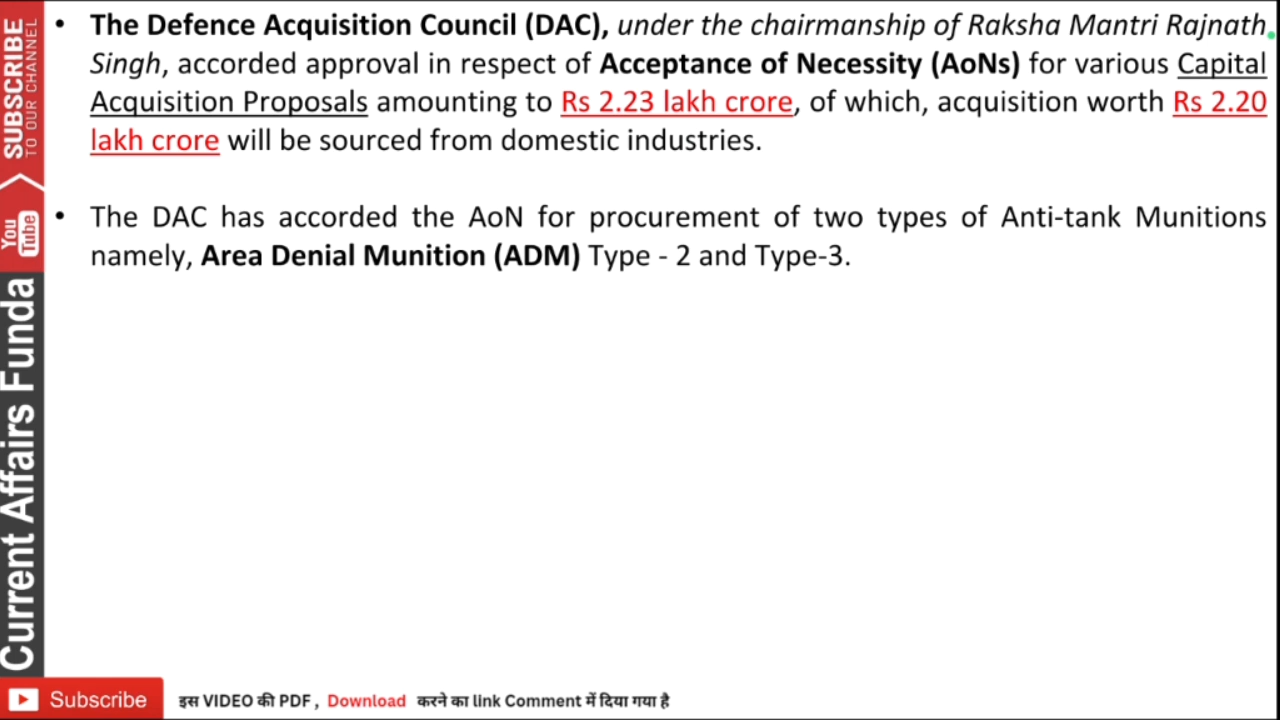 SUBSCRIBE
TO OUR CHANNEL
You
Tube
Current Affairs Funda
• The Defence Acquisition Council (DAC), under the chairmanship of Raksha Mantri Rajnath
Singh, accorded approval in respect of Acceptance of Necessity (AoNs) for various Capital
Acquisition Proposals amounting to Rs 2.23 lakh crore, of which, acquisition worth Rs 2.20
lakh crore will be sourced from domestic industries.
• The DAC has accorded the AoN for procurement of two types of Anti-tank Munitions
namely, Area Denial Munition (ADM) Type - 2 and Type-3.
Subscribe
इस VIDEO की PDF , Download करने का link Comment में दिया गया है